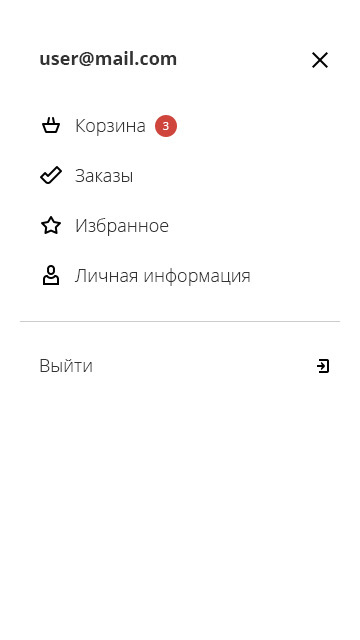 user@mail.com
Корзина 3
Заказы
Избранное
Личная информация
Выйти